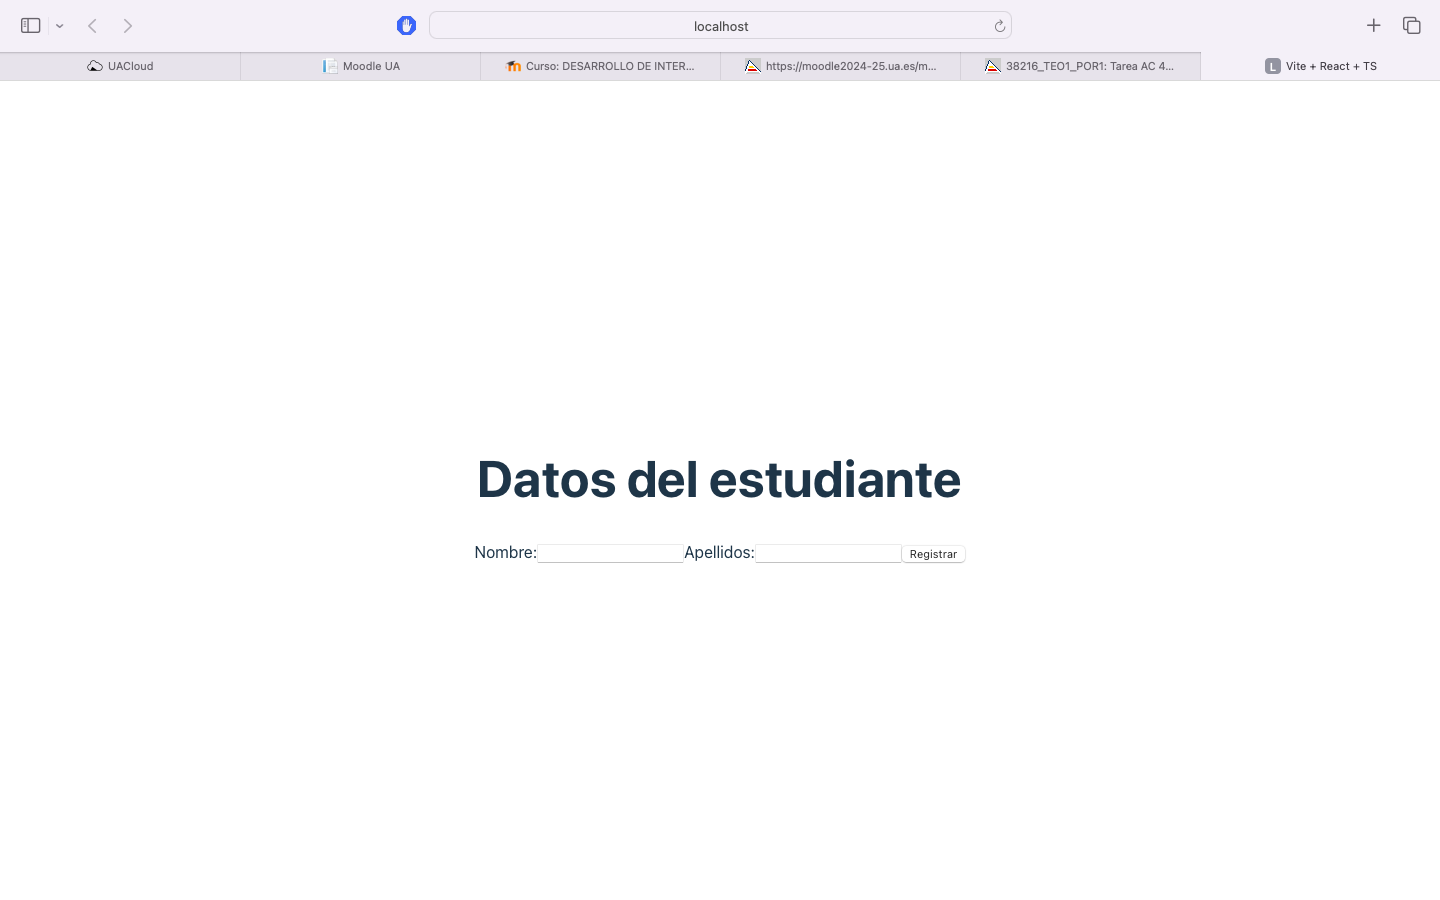 localhost
UACloud
Moodle UA
Curso: DESARROLLO DE INTER...
https://moodle2024-25.ua.es/m...
38216_TEO1_POR1: Tarea AC 4...
L Vite + React + TS
Datos del estudiante
Nombre: Apellidos: Registrar